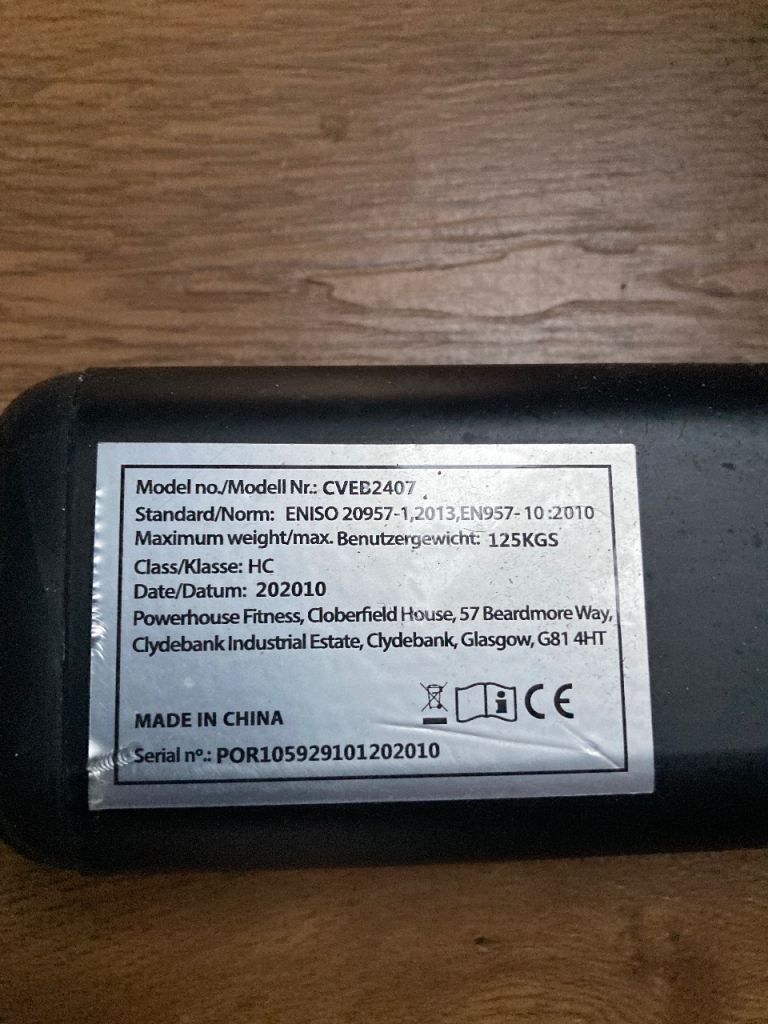 Model no./Modell Nr.: CVEB2407
Standard/Norm: ENISO 20957-1,2013,EN957- 10 :2010
Maximum weight/max. Benutzergewicht: 125KGS
Class/Klasse: HC
Date/Datum: 202010
Powerhouse Fitness, Cloberfield House, 57 Beardmore Way,
Clydebank Industrial Estate, Clydebank, Glasgow, G81 4HT
MADE IN CHINA
i CE
Serial nº.: POR105929101202010